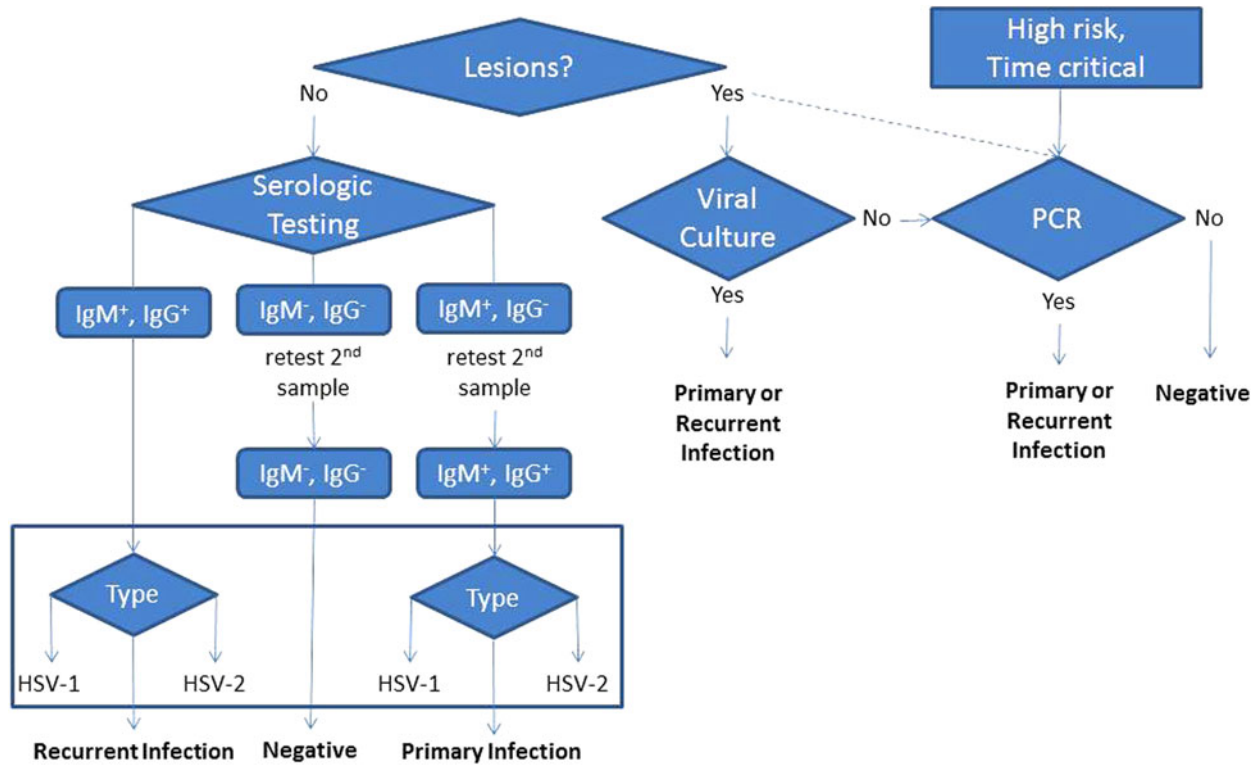 Lesions?
High risk,
Time critical
No
Yes
Serologic
Testing
Viral
Culture
No
PCR
No
IgM⁺, IgG⁺
IgM⁻, IgG⁻
IgM⁺, IgG⁻
Yes
Yes
retest 2ⁿᵈ
sample
retest 2ⁿᵈ
sample
Primary or
Recurrent
Infection
Primary or
Recurrent
Infection
Negative
IgM⁻, IgG⁻
IgM⁺, IgG⁺
Type
Type
HSV-1
HSV-2
HSV-1
HSV-2
Recurrent Infection
Negative
Primary Infection